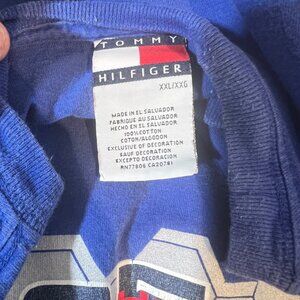 TOMMY
HILFIGER
XXL/XXG
MADE IN EL SALVADOR
FABRIQUE AU SALVADOR
HECHO EN EL SALVADOR
100% COTTON
COTON/ALGODON
EXCLUSIVE OF DECORATION
SAUF DECORATION
EXCEPTO DECORACION
RN77806 CA20781